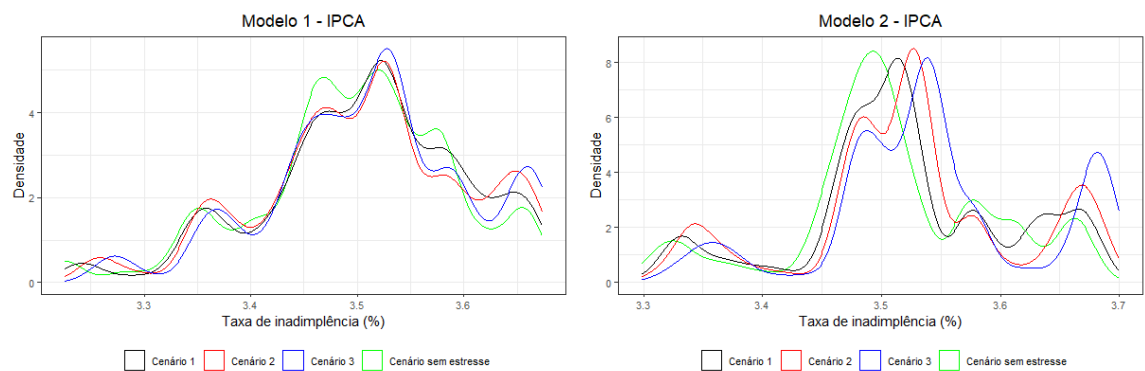 Modelo 1 - IPCA
Densidade
4
2
0
3.3 3.4 3.5 3.6
Taxa de inadimplência (%)
Cenário 1 Cenário 2 Cenário 3 Cenário sem estresse
Modelo 2 - IPCA
Densidade
8
6
4
2
0
3.3 3.4 3.5 3.6 3.7
Taxa de inadimplência (%)
Cenário 1 Cenário 2 Cenário 3 Cenário sem estresse